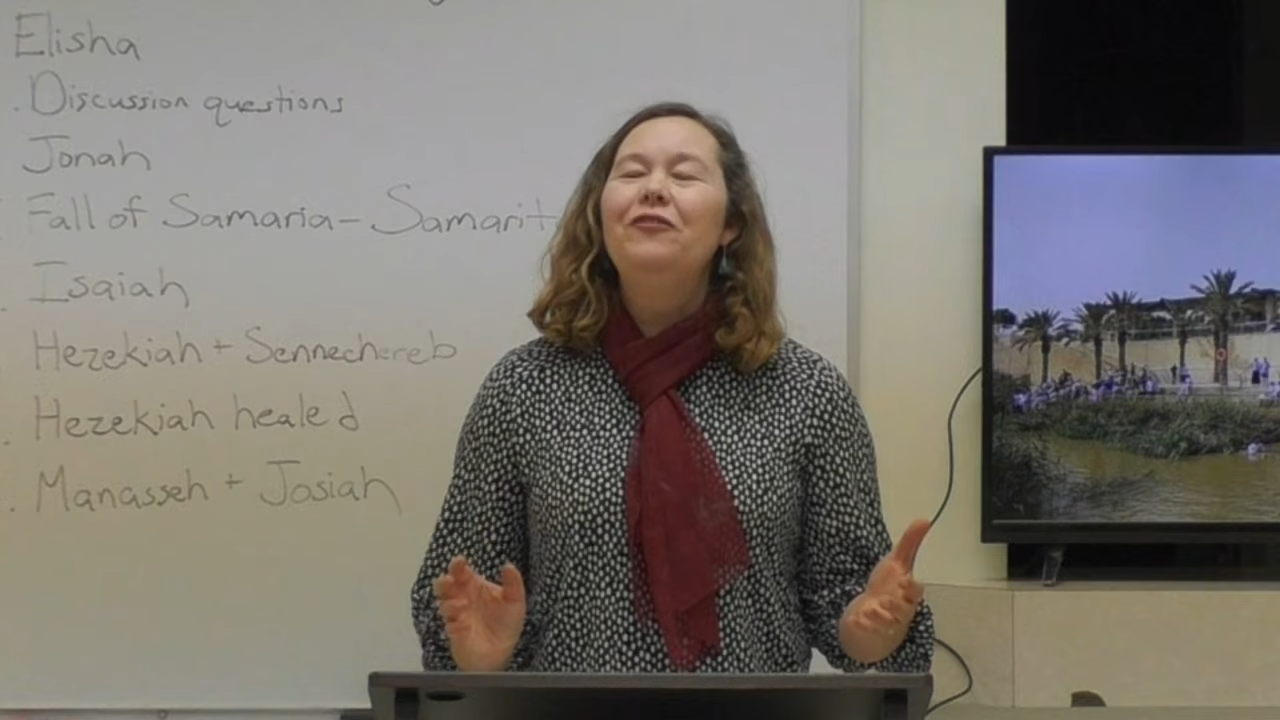 Elisha
. Discussion questions
Jonah
Fall of Samaria - Samarit
. Isaiah
Hezekiah + Sennechereb
. Hezekiah healed
. Manasseh + Josiah